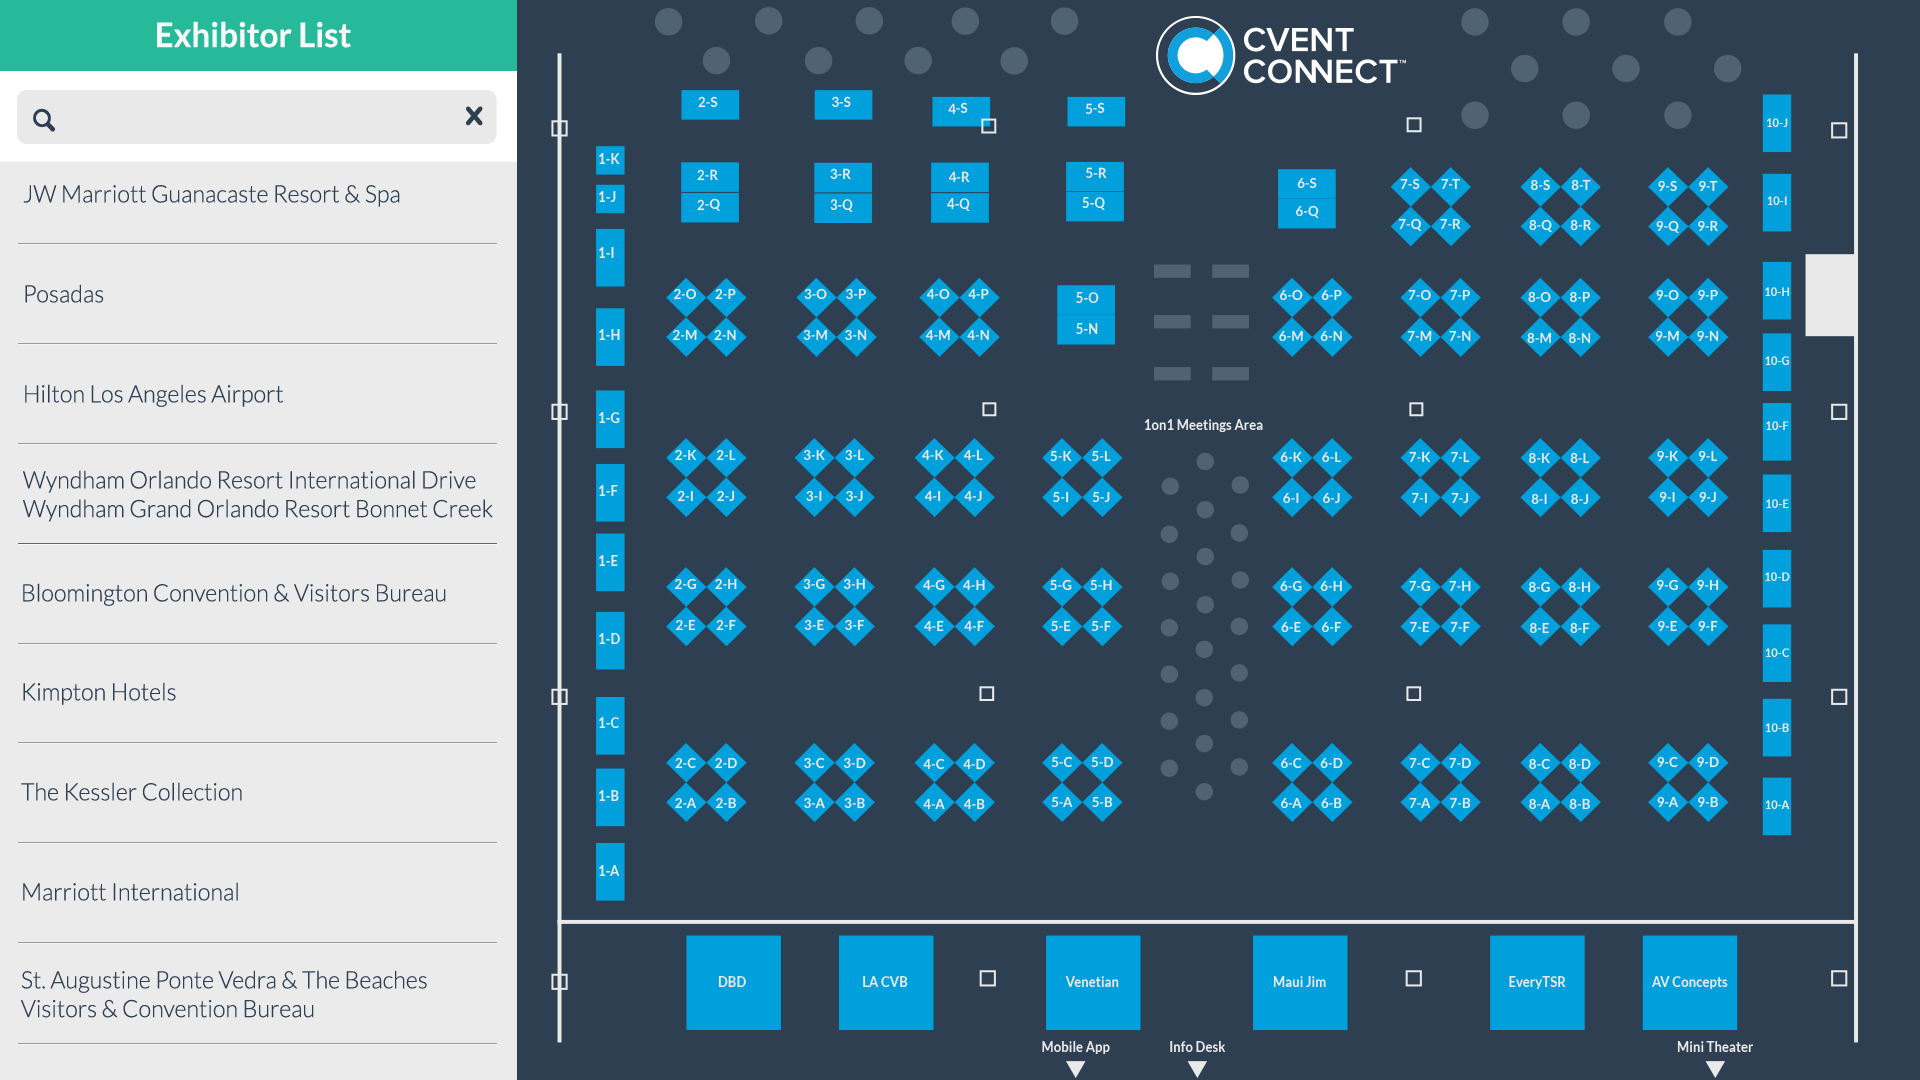 Exhibitor List
JW Marriott Guanacaste Resort & Spa
Posadas
Hilton Los Angeles Airport
Wyndham Orlando Resort International Drive
Wyndham Grand Orlando Resort Bonnet Creek
Bloomington Convention & Visitors Bureau
Kimpton Hotels
The Kessler Collection
Marriott International
St. Augustine Ponte Vedra & The Beaches
Visitors & Convention Bureau
CVENT
CONNECT™
2-S 3-S 4-S 5-S 10-J
1-K
2-R 3-R 4-R 5-R 6-S 7-S 7-T 8-S 8-T 9-S 9-T
1-J 10-I
2-Q 3-Q 4-Q 5-Q 6-Q 7-Q 7-R 8-Q 8-R 9-Q 9-R
1-I
2-O 2-P 3-O 3-P 4-O 4-P 5-O 6-O 6-P 7-O 7-P 8-O 8-P 9-O 9-P 10-H
1-H 2-M 2-N 3-M 3-N 4-M 4-N 5-N 6-M 6-N 7-M 7-N 8-M 8-N 9-M 9-N
10-G
1-G 1on1 Meetings Area 10-F
2-K 2-L 3-K 3-L 4-K 4-L 5-K 5-L 6-K 6-L 7-K 7-L 8-K 8-L 9-K 9-L
1-F 2-I 2-J 3-I 3-J 4-I 4-J 5-I 5-J 6-I 6-J 7-I 7-J 8-I 8-J 9-I 9-J 10-E
1-E
2-G 2-H 3-G 3-H 4-G 4-H 5-G 5-H 6-G 6-H 7-G 7-H 8-G 8-H 9-G 9-H 10-D
1-D 2-E 2-F 3-E 3-F 4-E 4-F 5-E 5-F 6-E 6-F 7-E 7-F 8-E 8-F 9-E 9-F
10-C
1-C 10-B
2-C 2-D 3-C 3-D 4-C 4-D 5-C 5-D 6-C 6-D 7-C 7-D 8-C 8-D 9-C 9-D
1-B 2-A 2-B 3-A 3-B 4-A 4-B 5-A 5-B 6-A 6-B 7-A 7-B 8-A 8-B 9-A 9-B 10-A
1-A
DBD LA CVB Venetian Maui Jim EveryTSR AV Concepts
Mobile App Info Desk Mini Theater